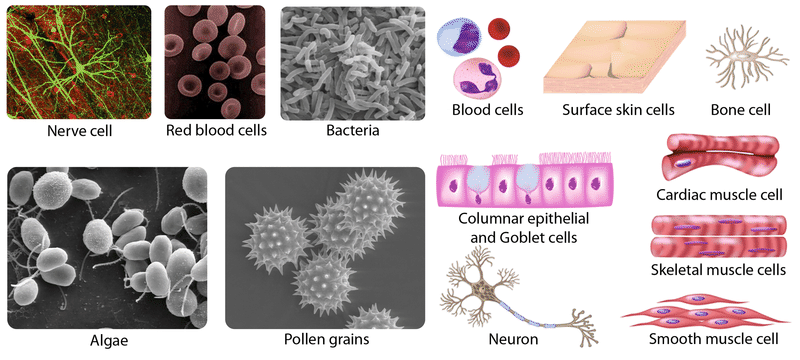 Nerve cell
Red blood cells
Bacteria
Blood cells
Surface skin cells
Bone cell
Algae
Pollen grains
Columnar epithelial
and Goblet cells
Neuron
Cardiac muscle cell
Skeletal muscle cells
Smooth muscle cell